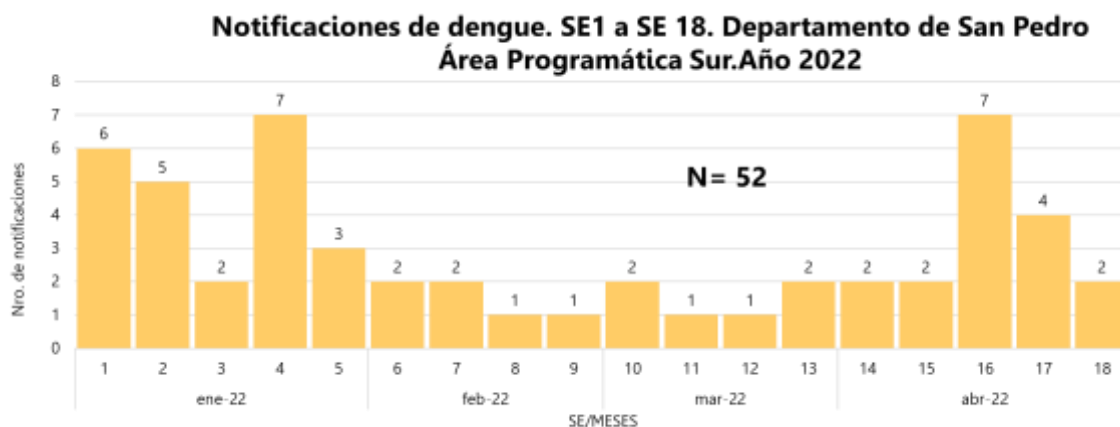 Notificaciones de dengue. SE1 a SE 18. Departamento de San Pedro
Área Programática Sur.Año 2022
8
7
6
5
4
3
2
1
0
Nro. de notificaciones
N= 52
6 5 2 7 3 2 2 1 1 2 1 1 2 2 2 7 4 2
1 2 3 4 5 6 7 8 9 10 11 12 13 14 15 16 17 18
ene-22 feb-22 mar-22 abr-22
SE/MESES